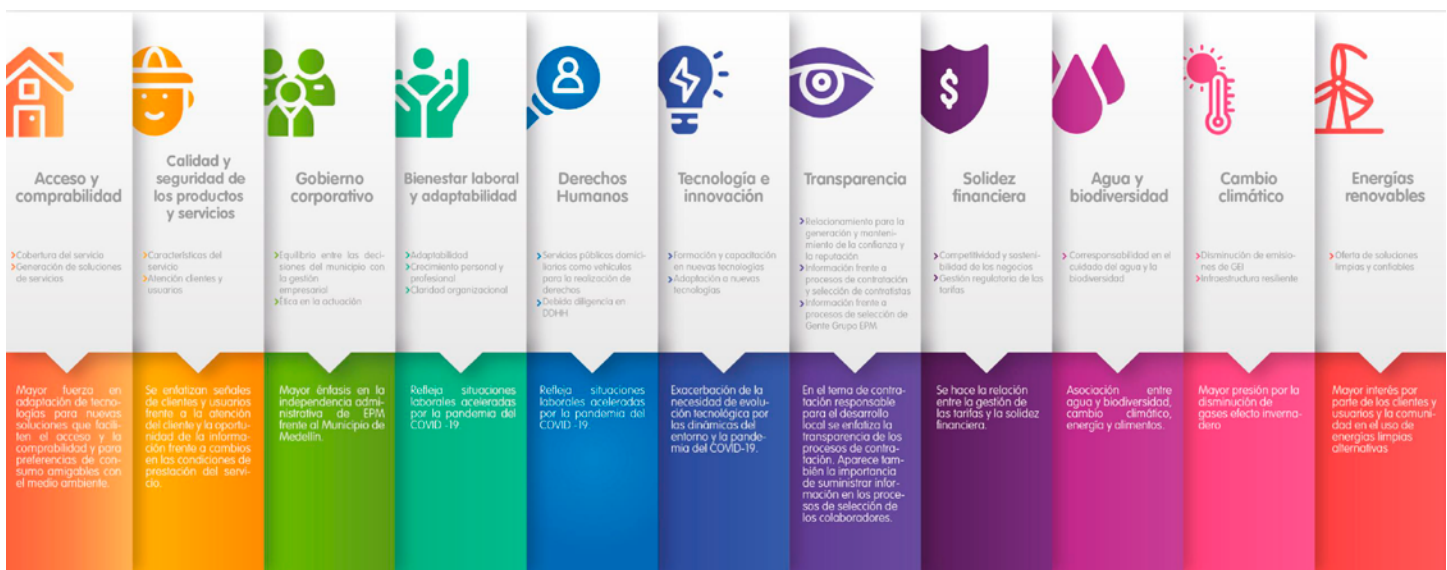 Acceso y
comprabilidad
Cobertura del servicio
Generación de soluciones
de servicios
Mayor fuerza en
adaptación de tecno-
logías para nuevas
soluciones que facili-
ten el acceso y la
comprabilidad y para
preferencias de con-
sumo amigables con
el medio ambiente.
Calidad y
seguridad de
los productos
y servicios
Características del
servicio
Atención clientes y
usuarios
Se enfatizan señales
de clientes y usuarios
frente a la atención
del cliente y la oportu-
nidad de la informa-
ción frente a cambios
en las condiciones de
prestación del servi-
cio.
Gobierno
corporativo
Equilibrio entre las deci-
siones del municipio con
la gestión
empresarial
Ética en la actuación
Mayor énfasis en la
independencia admi-
nistrativa de EPM
frente al Municipio de
Medellín.
Bienestar laboral
y adaptabilidad
Adaptabilidad
Crecimiento personal y
profesional
Claridad organizacional
Refleja situaciones
laborales aceleradas
por la pandemia del
COVID -19
Derechos
Humanos
Servicios públicos domici-
liarios como vehículos
para la realización de
derechos
Debida diligencia en
DDHH
Refleja situaciones
laborales aceleradas
por la pandemia del
COVID -19.
Tecnología e
innovación
Formación y capacitación
en nuevas tecnologías
Adaptación a nuevas
tecnologías.
Exacerbación de la
necesidad de evolu-
ción tecnológica por
las dinámicas del
entorno y la pande-
mia del COVID-19.
Transparencia
Relacionamiento para la
generación y manteni-
miento de la confianza y
la reputación
Información frente a
procesos de contratación
y selección de contratistas
Información frente a
procesos de selección de
Gente Grupo EPM
En el tema de contra-
tación responsable
para el desarrollo
local se enfatiza la
transparencia de los
procesos de contra-
tación. Aparece tam-
bién la importancia
de suministrar infor-
mación en los proce-
sos de selección de
los colaboradores.
$
Solidez
financiera
Competitividad y sosteni-
bilidad de los negocios
Gestión regulatoria de las
tarifas
Se hace la relación
entre la gestión de
las tarifas y la solidez
financiera.
Agua y
biodiversidad
Corresponsabilidad en el
cuidado del agua y la
biodiversidad
Asociación entre
agua y biodiversidad,
cambio climático,
energía y alimentos.
Cambio
climático
Disminución de emisio-
nes de GEI
Infraestructura resiliente
Mayor presión por la
disminución de
gases efecto inverna-
dero
Energías
renovables
Oferta de soluciones
limpias y confiables
Mayor interés por
parte de los clientes y
usuarios y la comuni-
dad en el uso de
energías limpias
alternativas